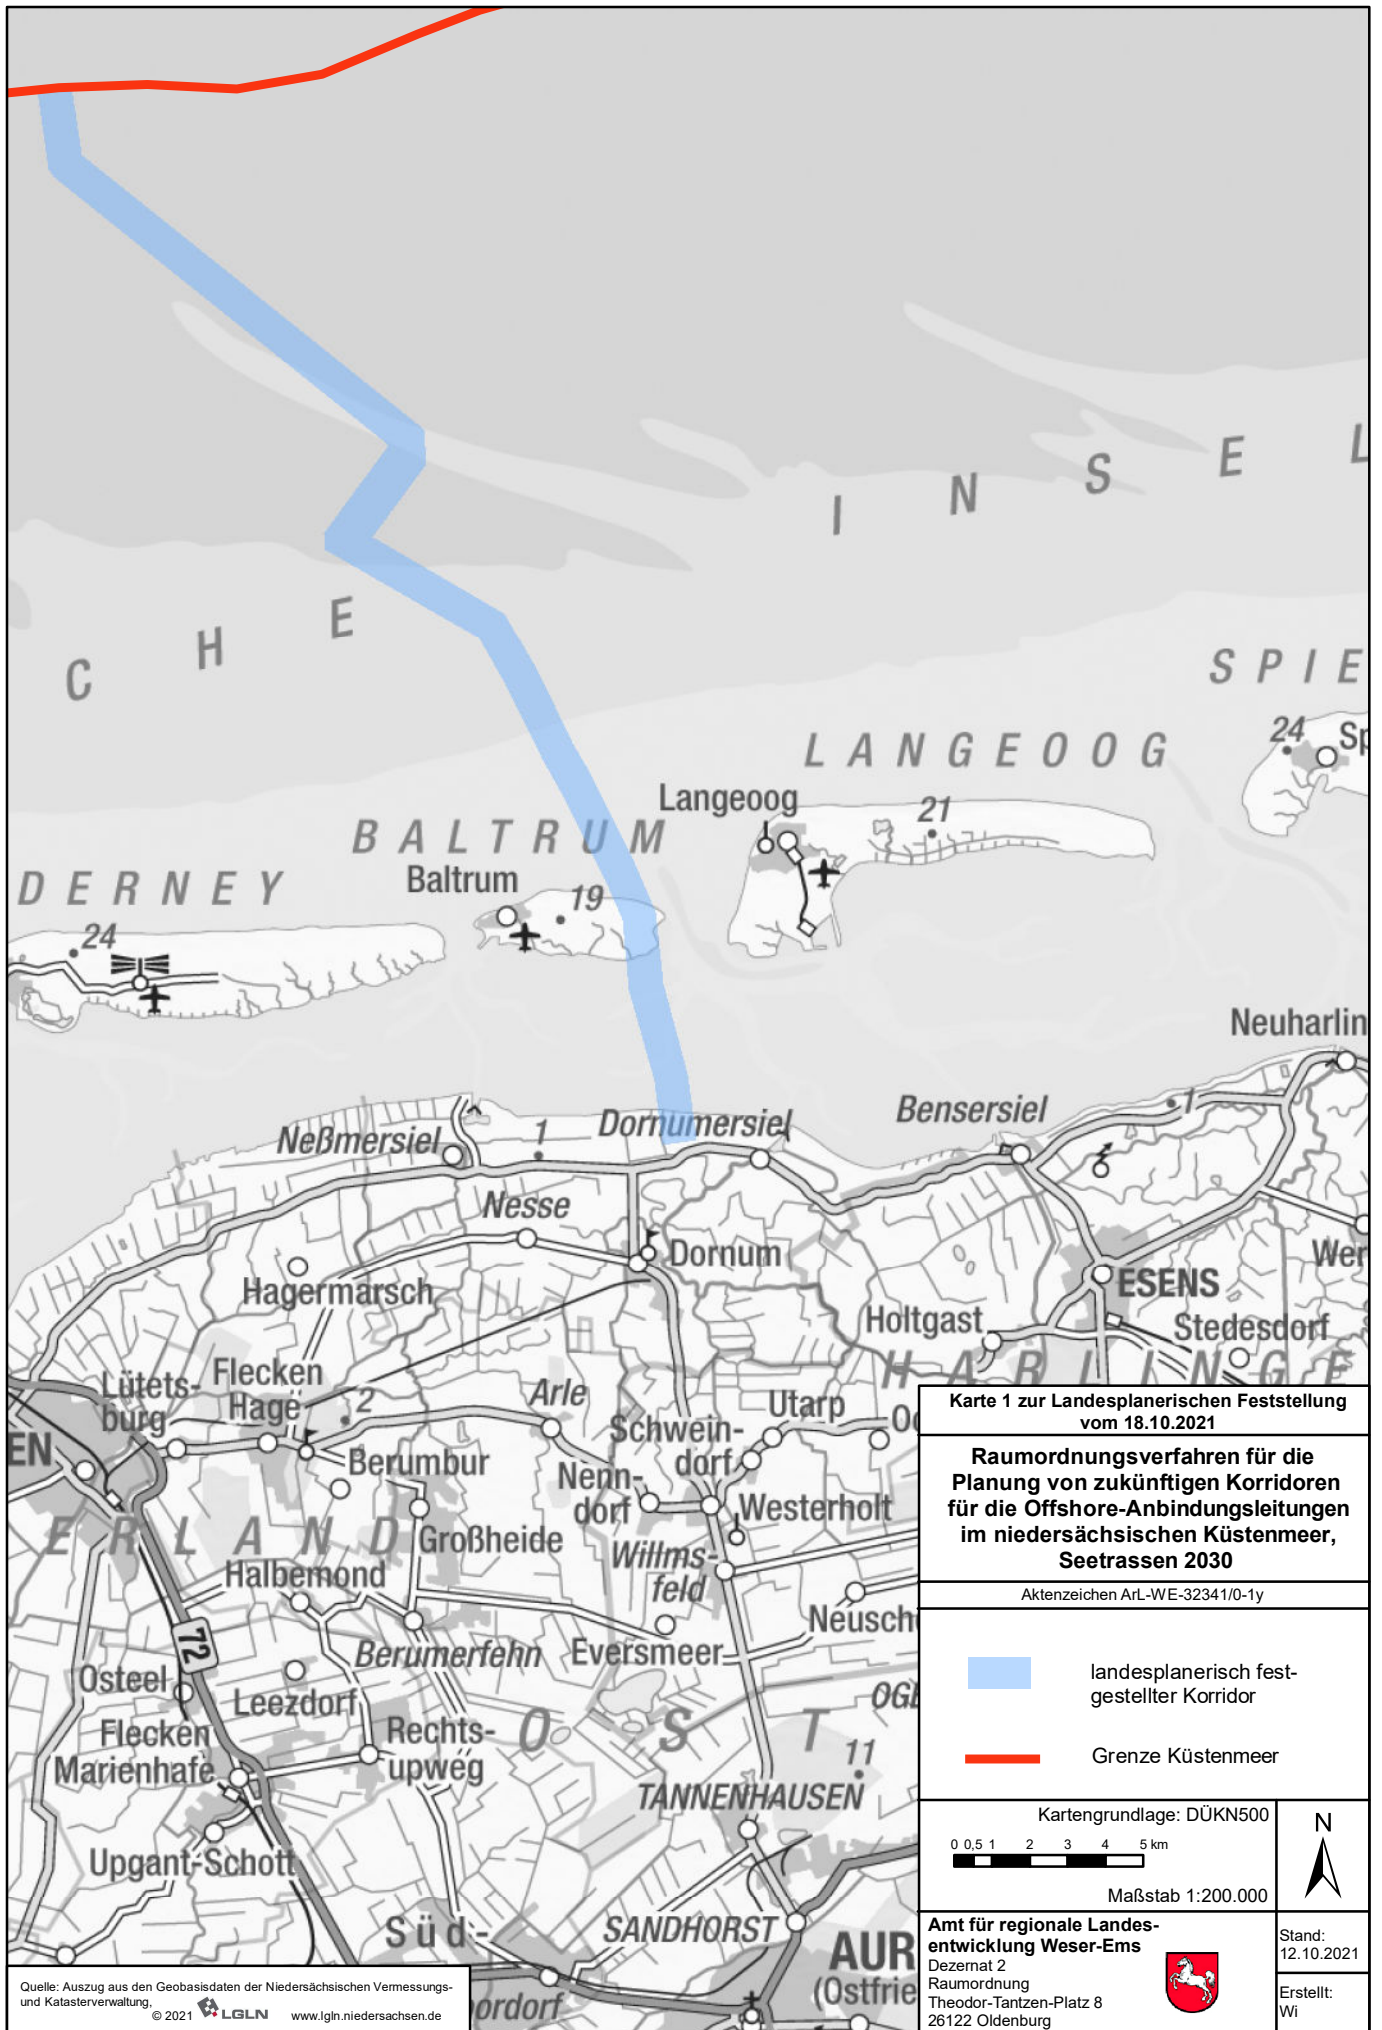 I N S E L
C H E
S P I E
24
Sp
L A N G E O O G
Langeoog
21
B A L T R U M
Baltrum
19
D E R N E Y
24
Neuharlin
Neßmersiel
1
Dornumersiel
Bensersiel
1
Nesse
Dornum
Wer
Hagermarsch
ESENS
Holtgast
Stedesdorf
H A R L I N G E
Lütets-
burg
Flecken
Hage
2
Arle
Utarp
Schwein-
dorf
EN
Berumbur
Nenn-
dorf
Westerholt
E R L A N D
Großheide
Willms-
feld
Halbemond
Neusch
72
Berumerfehn
Eversmeer
Osteel
Leezdorf
OGE
Flecken
Marienhafe
Rechts-
upweg
O S T
11
TANNENHAUSEN
Upgant-Schott
Süd-
SANDHORST
AUR
(Ostfrie
ordorf
Karte 1 zur Landesplanerischen Feststellung
vom 18.10.2021
Raumordnungsverfahren für die
Planung von zukünftigen Korridoren
für die Offshore-Anbindungsleitungen
im niedersächsischen Küstenmeer,
Seetrassen 2030
Aktenzeichen ArL-WE-32341/0-1y
landesplanerisch fest-
gestellter Korridor
Grenze Küstenmeer
Kartengrundlage: DÜKN500
0 0,5 1 2 3 4 5 km
Maßstab 1:200.000
N
Amt für regionale Landes-
entwicklung Weser-Ems
Dezernat 2
Raumordnung
Theodor-Tantzen-Platz 8
26122 Oldenburg
Stand:
12.10.2021
Erstellt:
Wi
Quelle: Auszug aus den Geobasisdaten der Niedersächsischen Vermessungs-
und Katasterverwaltung,
© 2021 LGLN www.lgln.niedersachsen.de